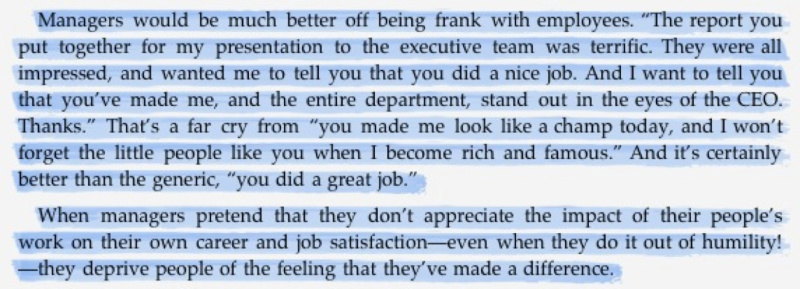 Managers would be much better off being frank with employees. “The report you
put together for my presentation to the executive team was terrific. They were all
impressed, and wanted me to tell you that you did a nice job. And I want to tell you
that you’ve made me, and the entire department, stand out in the eyes of the CEO.
Thanks.” That’s a far cry from “you made me look like a champ today, and I won’t
forget the little people like you when I become rich and famous.” And it’s certainly
better than the generic, “you did a great job.”
When managers pretend that they don’t appreciate the impact of their people’s
work on their own career and job satisfaction—even when they do it out of humility!
—they deprive people of the feeling that they’ve made a difference.